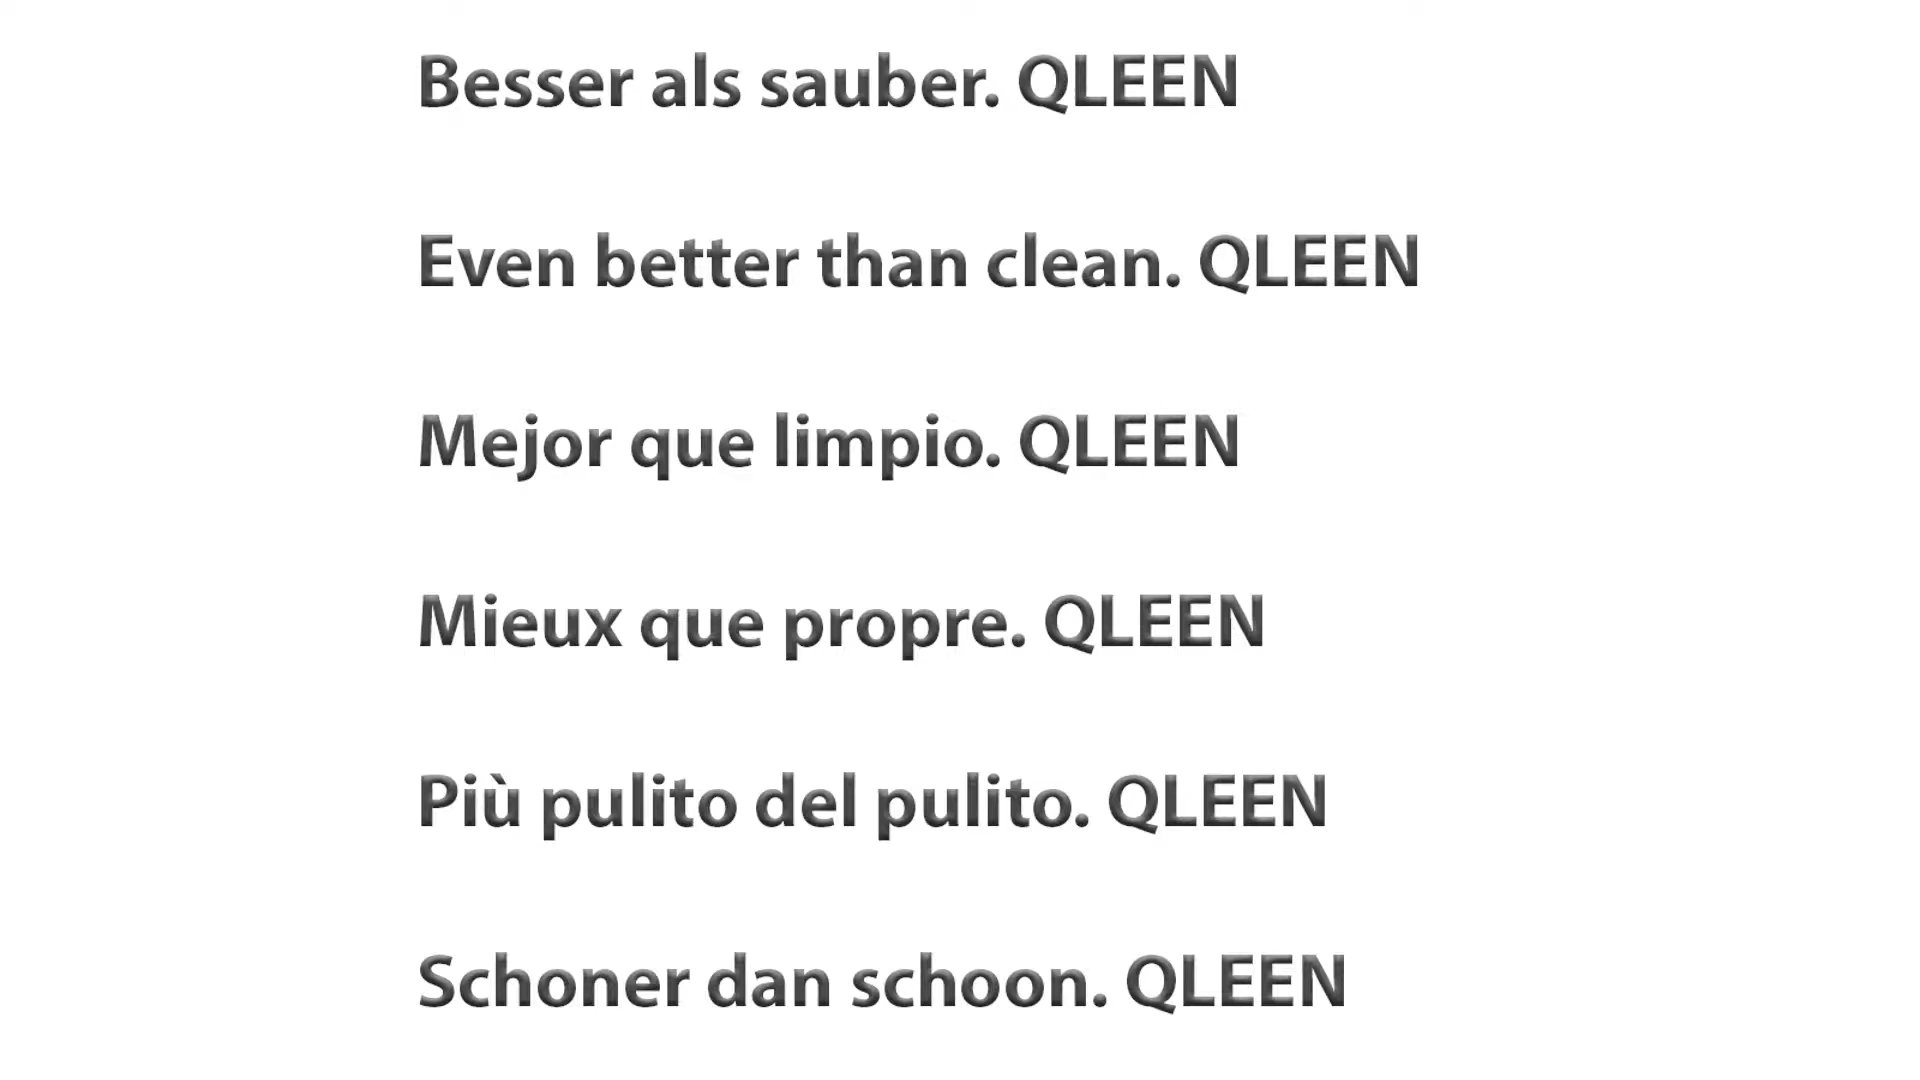 Besser als sauber. QLEEN
Even better than clean. QLEEN
Mejor que limpio. QLEEN
Mieux que propre. QLEEN
Più pulito del pulito. QLEEN
Schoner dan schoon. QLEEN